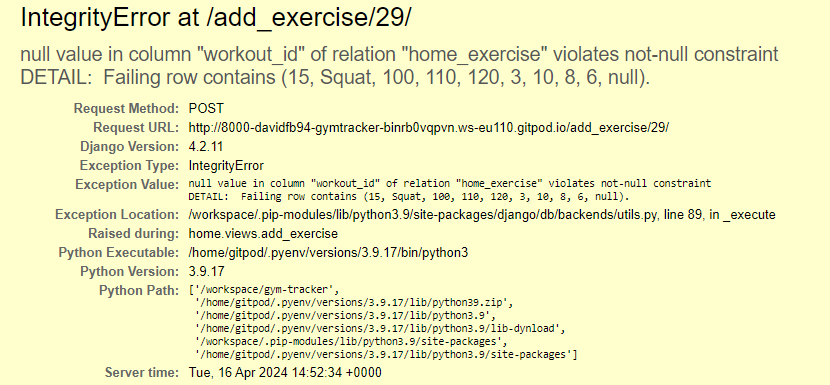 IntegrityError at /add_exercise/29/
null value in column "workout_id" of relation "home_exercise" violates not-null constraint
DETAIL:  Failing row contains (15, Squat, 100, 110, 120, 3, 10, 8, 6, null).
Request Method: POST
Request URL: http://8000-davidfb94-gymtracker-binrb0vqpvn.ws-eu110.gitpod.io/add_exercise/29/
Django Version: 4.2.11
Exception Type: IntegrityError
Exception Value: null value in column "workout_id" of relation "home_exercise" violates not-null constraint
DETAIL:  Failing row contains (15, Squat, 100, 110, 120, 3, 10, 8, 6, null).
Exception Location: /workspace/.pip-modules/lib/python3.9/site-packages/django/db/backends/utils.py, line 89, in _execute
Raised during: home.views.add_exercise
Python Executable: /home/gitpod/.pyenv/versions/3.9.17/bin/python3
Python Version: 3.9.17
Python Path: ['/workspace/gym-tracker',
'/home/gitpod/.pyenv/versions/3.9.17/lib/python39.zip',
'/home/gitpod/.pyenv/versions/3.9.17/lib/python3.9',
'/home/gitpod/.pyenv/versions/3.9.17/lib/python3.9/lib-dynload',
'/workspace/.pip-modules/lib/python3.9/site-packages',
'/home/gitpod/.pyenv/versions/3.9.17/lib/python3.9/site-packages']
Server time: Tue, 16 Apr 2024 14:52:34 +0000